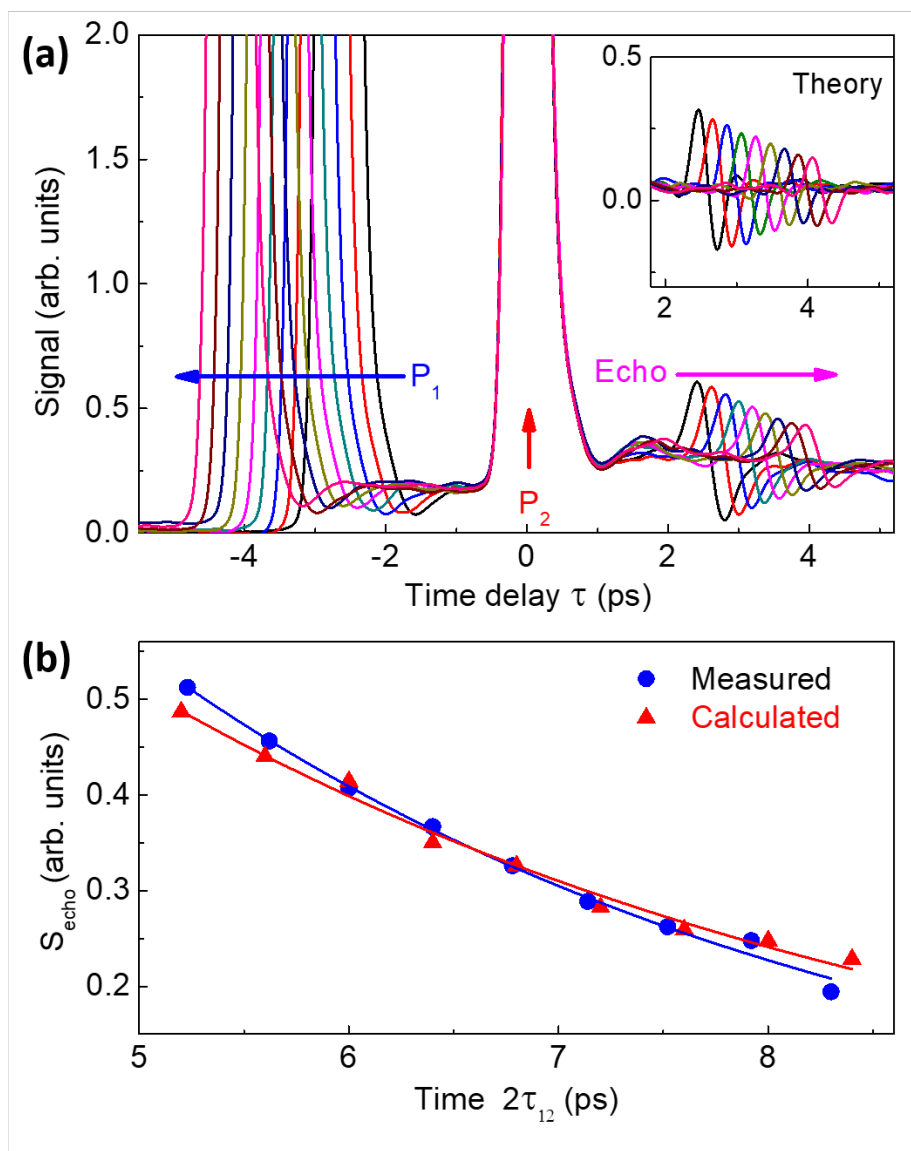 (a)
2.0
1.5
1.0
0.5
0.0
Signal (arb. units)
-4 -2 0 2 4
Time delay τ (ps)
P1
P2
Echo
0.5
0.0
Theory
2 4
(b)
0.5
0.4
0.3
0.2
Secho (arb. units)
Measured
Calculated
5 6 7 8
Time 2τ12 (ps)